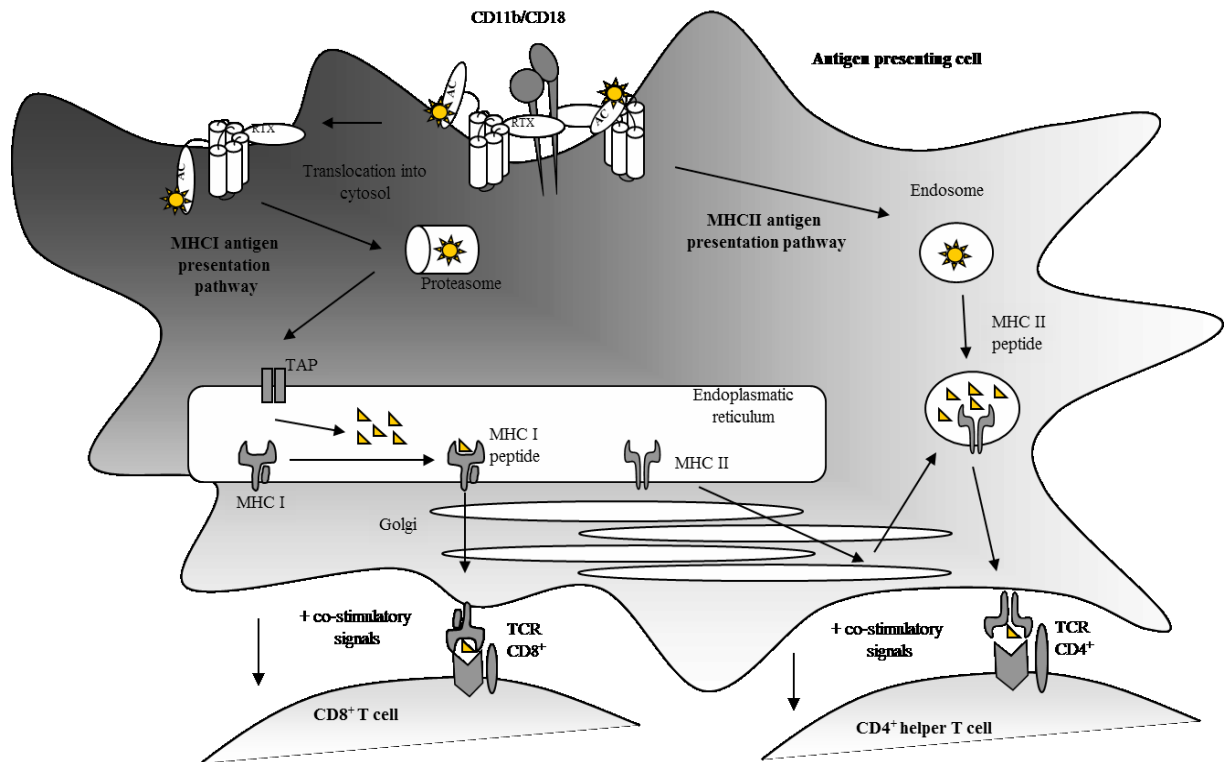 CD11b/CD18
Antigen presenting cell
AC
AC
RTX
RTX
AC
Translocation into
cytosol
Endosome
MHCI antigen
presentation
pathway
MHCII antigen
presentation pathway
Proteasome
MHC II
peptide
TAP
Endoplasmatic
reticulum
MHC I
peptide
MHC II
MHC I
Golgi
+ co-stimulatory
signals
TCR
CD8+
+ co-stimulatory
signals
TCR
CD4+
CD8+ T cell
CD4+ helper T cell